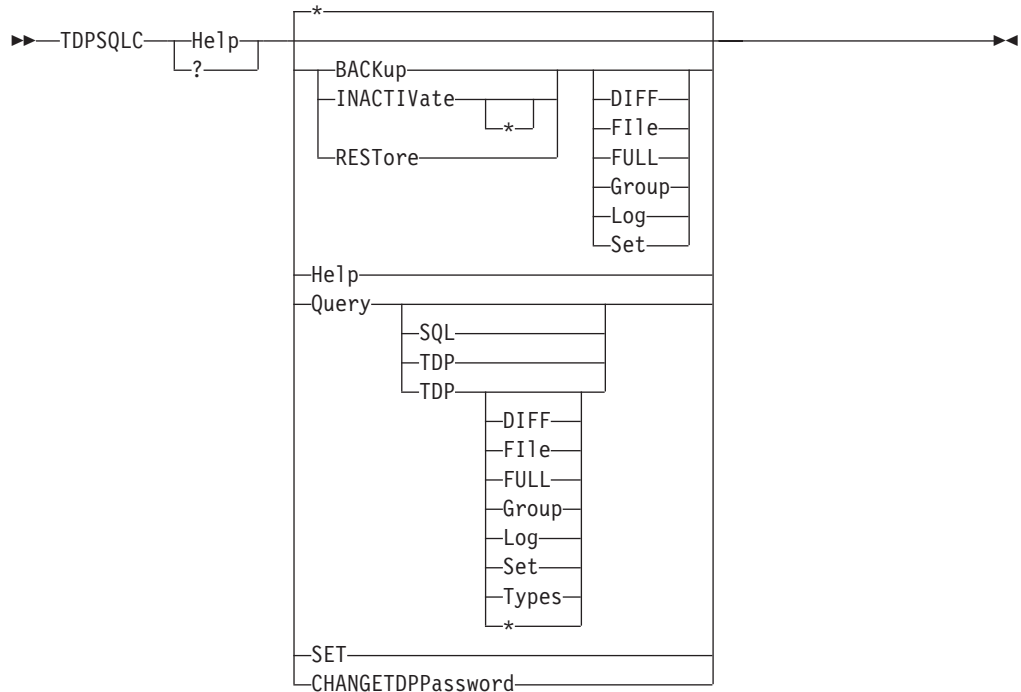 *
TDPSQLC Help
?
BACKup
INACTIVate
*
RESTore
DIFF
FIle
FULL
Group
Log
Set
Help
Query
SQL
TDP
TDP
DIFF
FIle
FULL
Group
Log
Set
Types
*
SET
CHANGETDPPassword